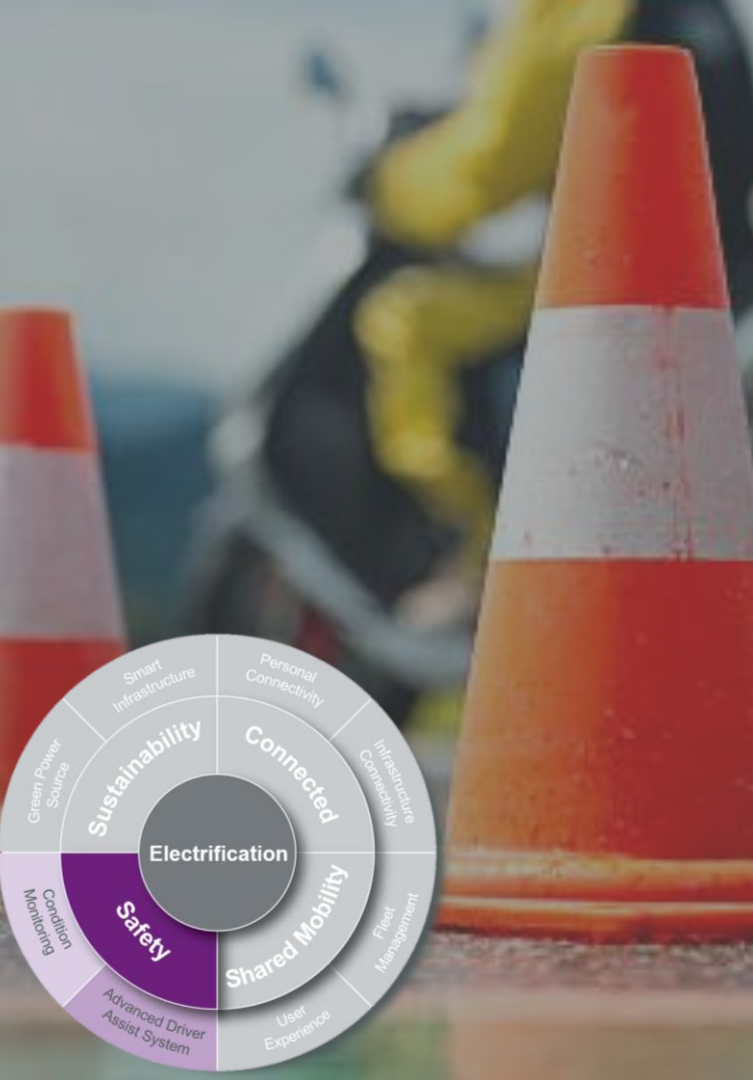 Smart
Infrastructure
Personal
Connectivity
Green Power
Source
Sustainability
Connected
Infrastructure
Connectivity
Electrification
Condition
Monitoring
Safety
Shared Mobility
Fleet
Management
Advanced Driver
Assist System
User
Experience